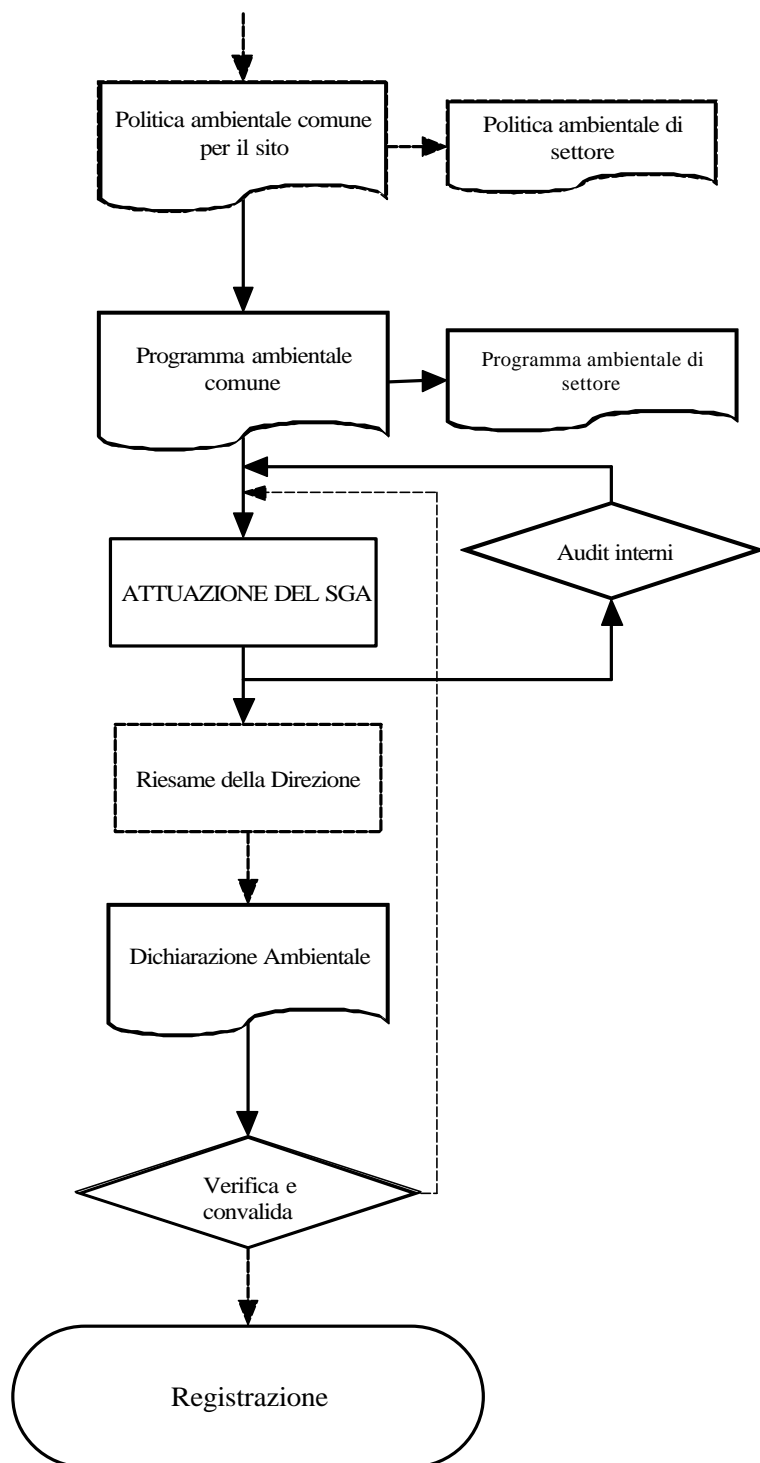 Politica ambientale comune
per il sito
Politica ambientale di
settore
Programma ambientale
comune
Programma ambientale di
settore
Audit interni
ATTUAZIONE DEL SGA
Riesame della Direzione
Dichiarazione Ambientale
Verifica e
convalida
Registrazione